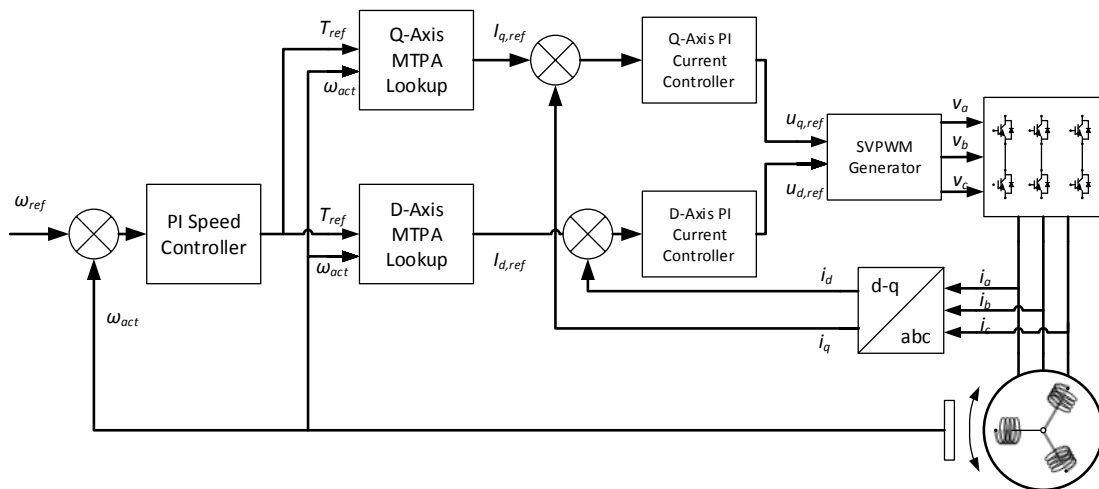 T_ref
ω_act
Q-Axis
MTPA
Lookup
I_q,ref
Q-Axis PI
Current
Controller
u_q,ref
u_d,ref
SVPWM
Generator
v_a
v_b
v_c
ω_ref
PI Speed
Controller
T_ref
ω_act
D-Axis
MTPA
Lookup
I_d,ref
D-Axis PI
Current
Controller
ω_act
i_d
i_q
d-q
abc
i_a
i_b
i_c